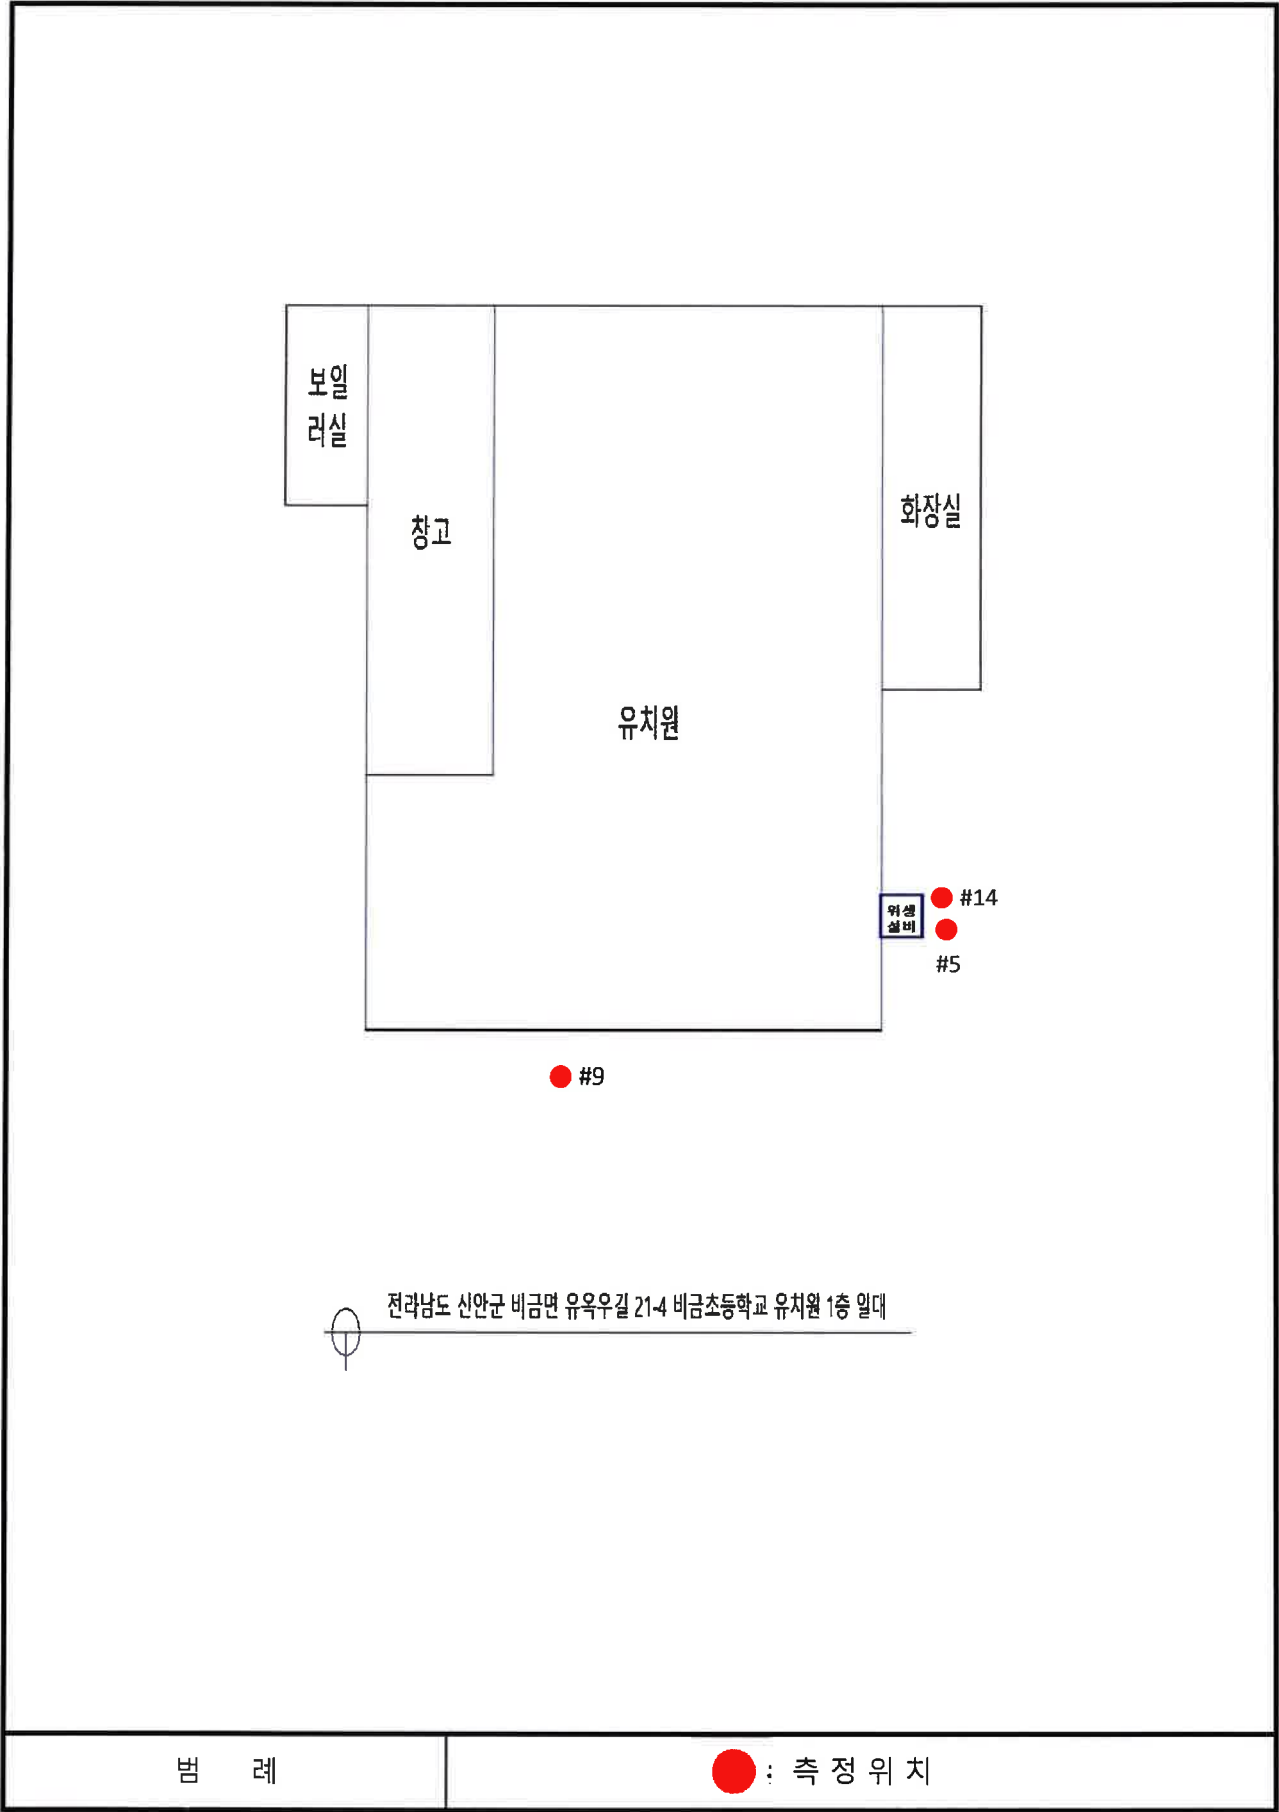 보일
러실
창고
화장실
유치원
위생
설비
#14
#5
#9
전라남도 신안군 비금면 유옥우길 21-4 비금초등학교 유치원 1층 일대
범 례
: 측 정 위 치